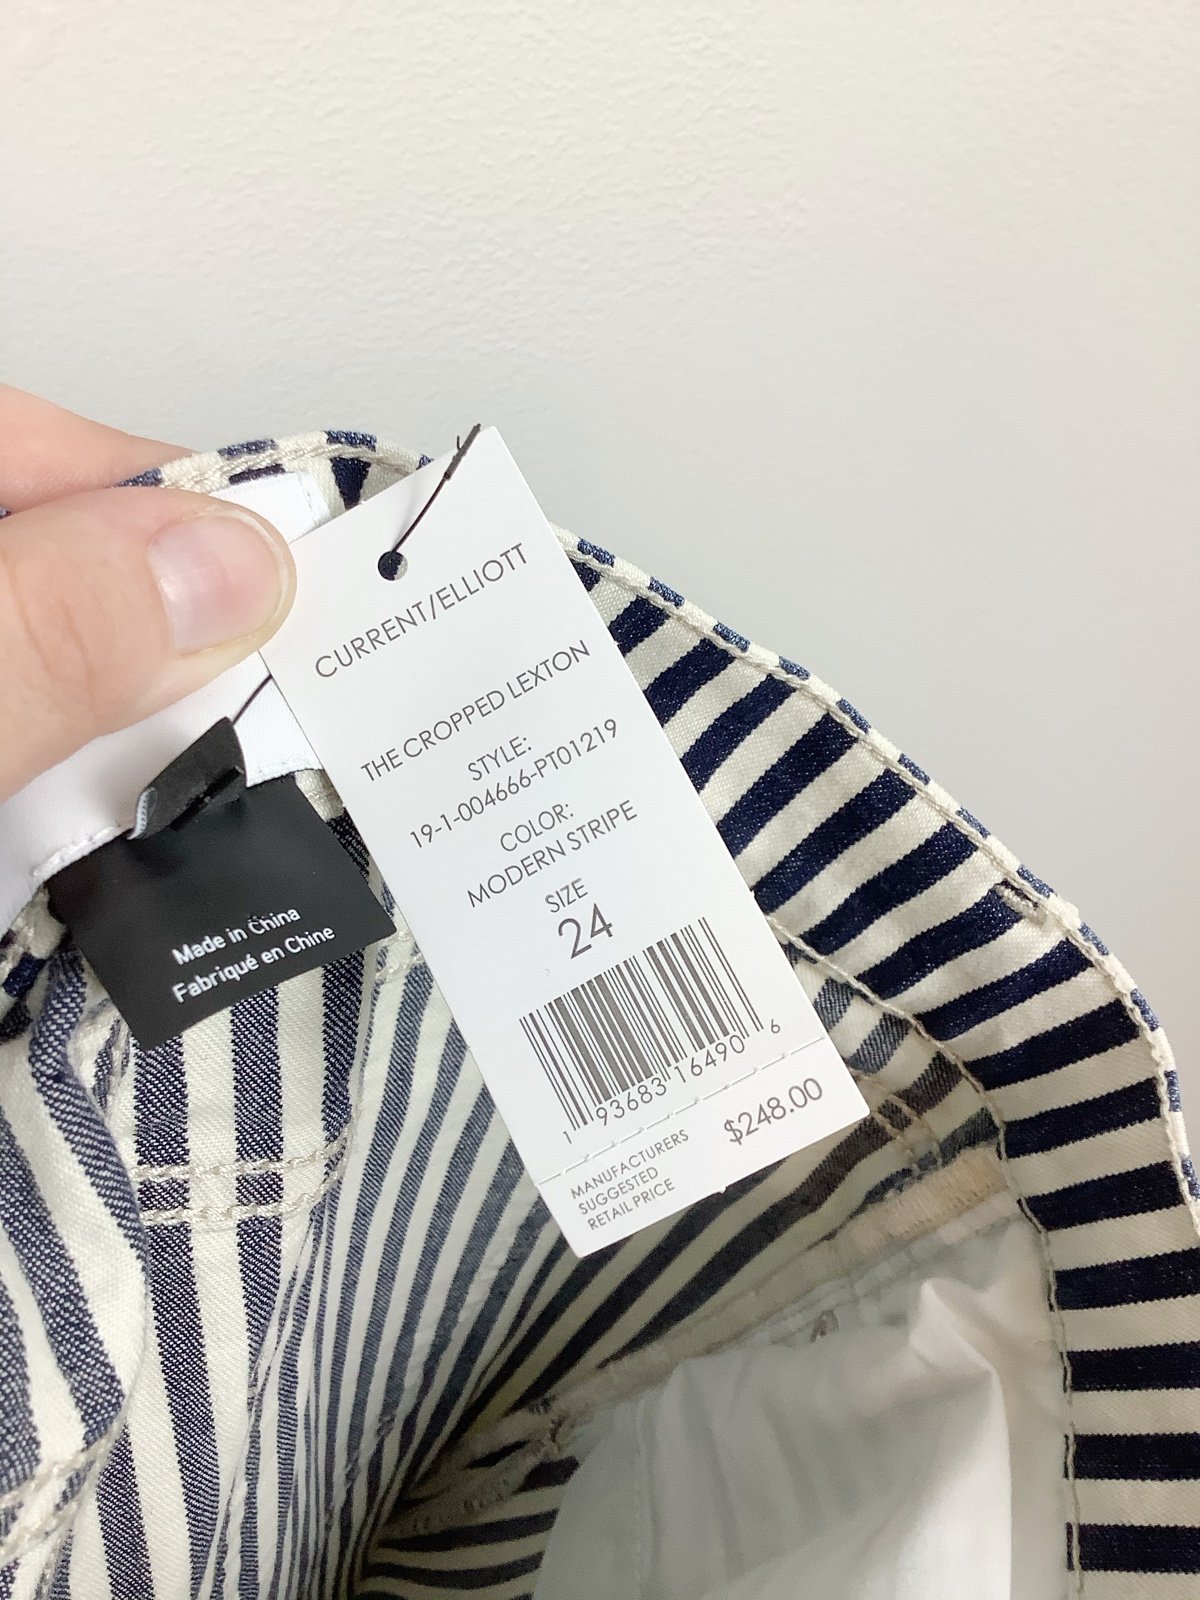 CURRENT/ELLIOTT
THE CROPPED LEXTON
STYLE:
19-1-004666-PT01219
COLOR:
MODERN STRIPE
SIZE
24
1 93683 16490 6
MANUFACTURERS
SUGGESTED
RETAIL PRICE
$248.00
Made in China
Fabriqué en Chine